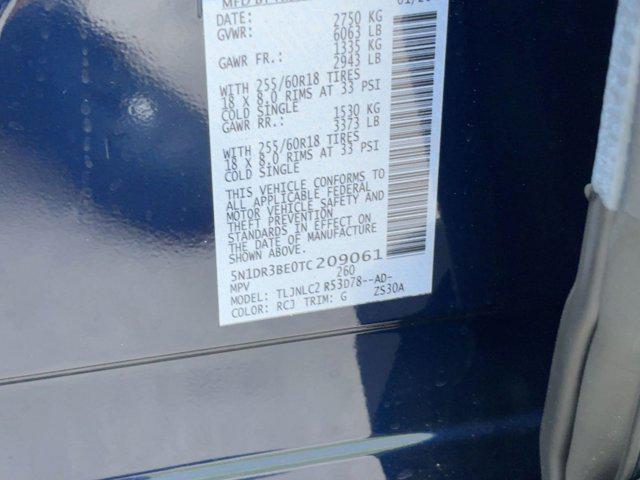 DATE: 2750 KG
GVWR: 6063 LB
1335 KG
GAWR FR.: 2943 LB
WITH 255/60R18 TIRES
18 X 8.0 RIMS AT 33 PSI
COLD SINGLE 1530 KG
GAWR RR.: 3373 LB
WITH 255/60R18 TIRES
18 X 8.0 RIMS AT 33 PSI
COLD SINGLE
THIS VEHICLE CONFORMS TO
ALL APPLICABLE FEDERAL
MOTOR VEHICLE SAFETY AND
THEFT PREVENTION
STANDARDS IN EFFECT ON
THE DATE OF MANUFACTURE
SHOWN ABOVE.
5N1DR3BE0TC209061
MPV 260
MODEL: TLJNLC2 R53D78--AD-
COLOR: RCJ TRIM: G ZS30A